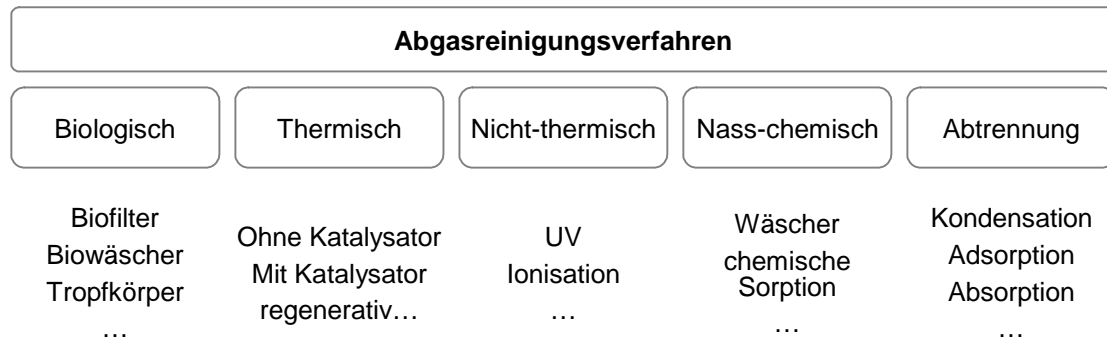 Abgasreinigungsverfahren
Biologisch
Thermisch
Nicht-thermisch
Nass-chemisch
Abtrennung
Biofilter
Biowäscher
Tropfkörper
…
Ohne Katalysator
Mit Katalysator
regenerativ…
UV
Ionisation
…
Wäscher
chemische
Sorption
…
Kondensation
Adsorption
Absorption
…